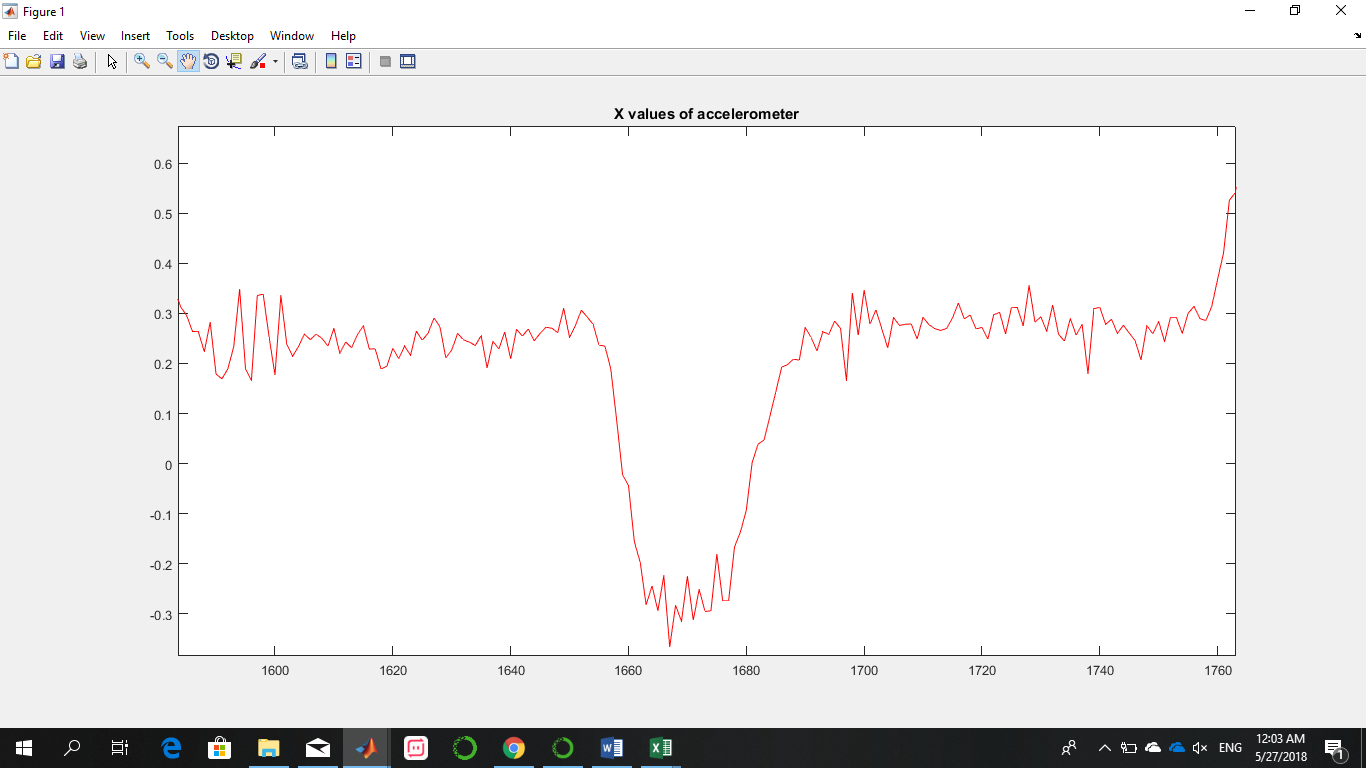 Figure 1
File Edit View Insert Tools Desktop Window Help
X values of accelerometer
0.6
0.5
0.4
0.3
0.2
0.1
0
-0.1
-0.2
-0.3
1600 1620 1640 1660 1680 1700 1720 1740 1760
ENG
12:03 AM
5/27/2018
1